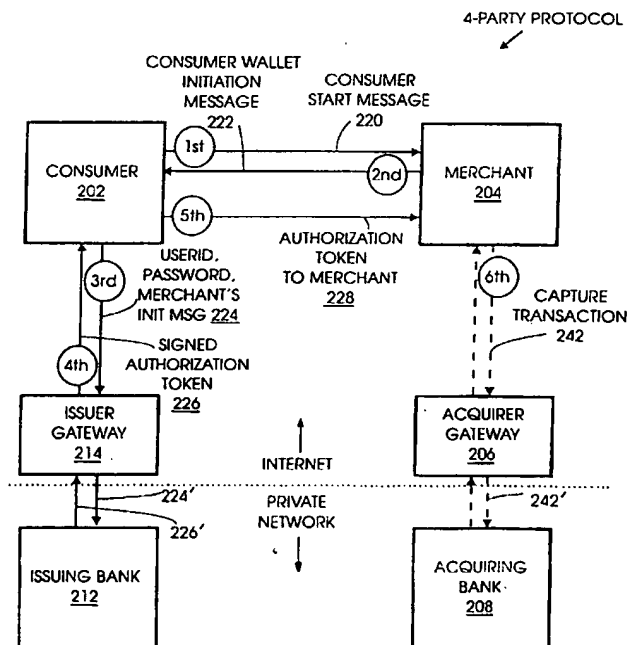 4-PARTY PROTOCOL
CONSUMER WALLET
INITIATION
MESSAGE
222
CONSUMER
START MESSAGE
220
1st
2nd
CONSUMER
202
MERCHANT
204
5th
AUTHORIZATION
TOKEN
TO MERCHANT
228
3rd
USERID,
PASSWORD,
MERCHANT'S
INIT MSG 224
6th
CAPTURE
TRANSACTION
242
4th
SIGNED
AUTHORIZATION
TOKEN
226
ISSUER
GATEWAY
214
ACQUIRER
GATEWAY
206
INTERNET
PRIVATE
NETWORK
224'
226'
242'
ISSUING BANK
212
ACQUIRING
BANK
208